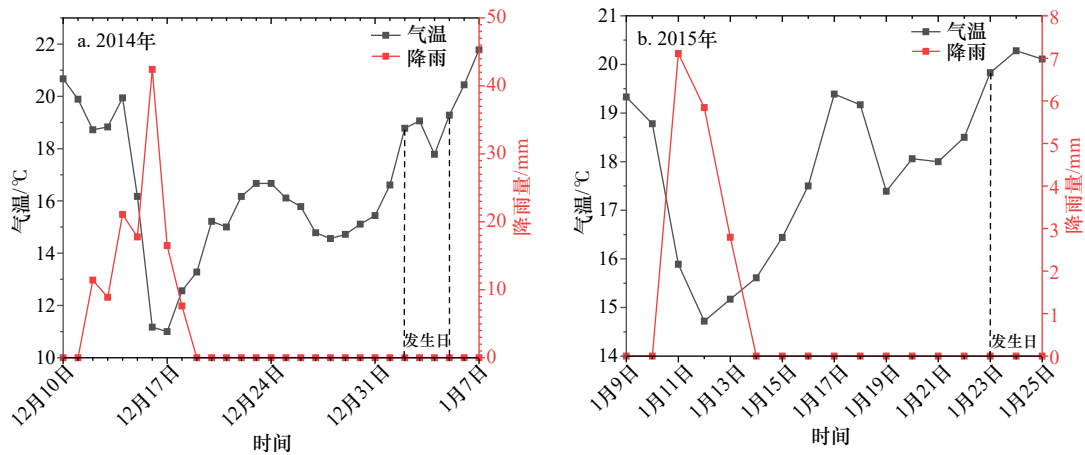 a. 2014年
气温
降雨
22
20
18
16
14
12
10
气温/℃
50
40
30
20
10
0
降雨量/mm
发生日
12月10日
12月17日
12月24日
12月31日
1月7日
时间
b. 2015年
气温
降雨
21
20
19
18
17
16
15
14
气温/℃
8
7
6
5
4
3
2
1
0
降雨量/mm
发生日
1月9日
1月11日
1月13日
1月15日
1月17日
1月19日
1月21日
1月23日
1月25日
时间